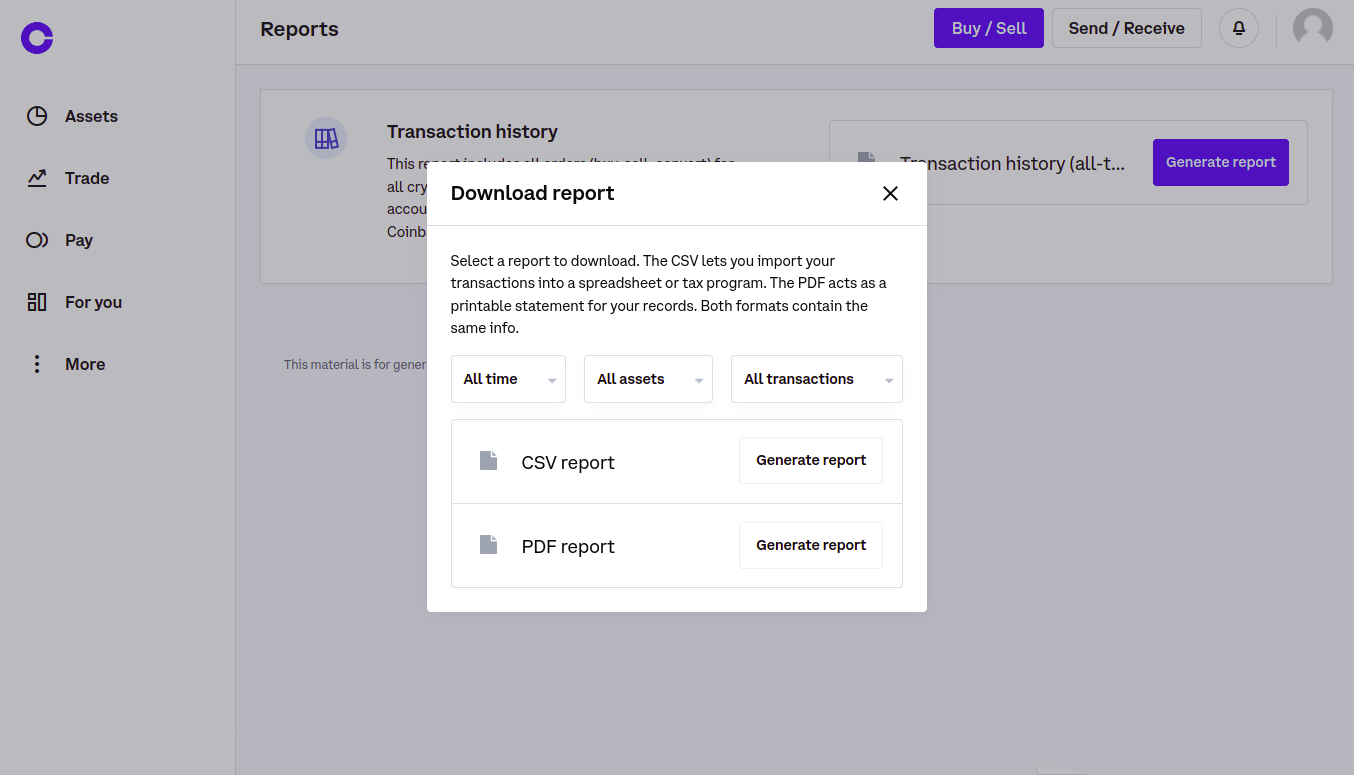 Reports
Buy / Sell
Send / Receive
Assets
Trade
Pay
For you
More
Transaction history
This report includes all orders (buy, sell, convert) for
all cry
accou
Coinb
Transaction history (all-t...
Generate report
This material is for gener
Download report
Select a report to download. The CSV lets you import your
transactions into a spreadsheet or tax program. The PDF acts as a
printable statement for your records. Both formats contain the
same info.
All time
All assets
All transactions
CSV report
Generate report
PDF report
Generate report